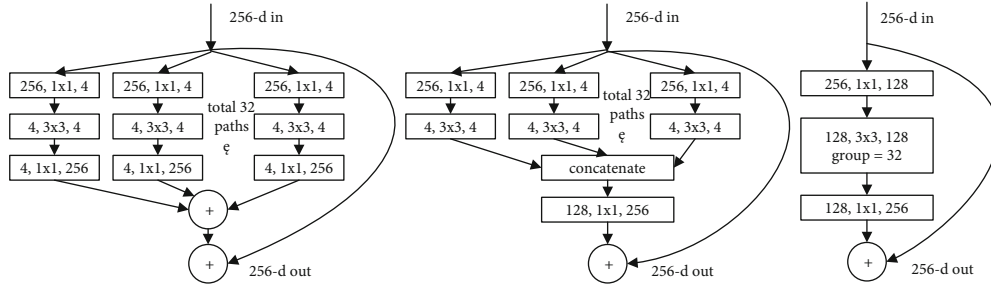 256-d in
256, 1x1, 4
256, 1x1, 4
256, 1x1, 4
total 32
paths
ę
4, 3x3, 4
4, 3x3, 4
4, 3x3, 4
4, 1x1, 256
4, 1x1, 256
4, 1x1, 256
+
+
256-d out
256-d in
256, 1x1, 4
256, 1x1, 4
256, 1x1, 4
total 32
paths
ę
4, 3x3, 4
4, 3x3, 4
4, 3x3, 4
concatenate
128, 1x1, 256
+
256-d out
256-d in
256, 1x1, 128
128, 3x3, 128
group = 32
128, 1x1, 256
+
256-d out